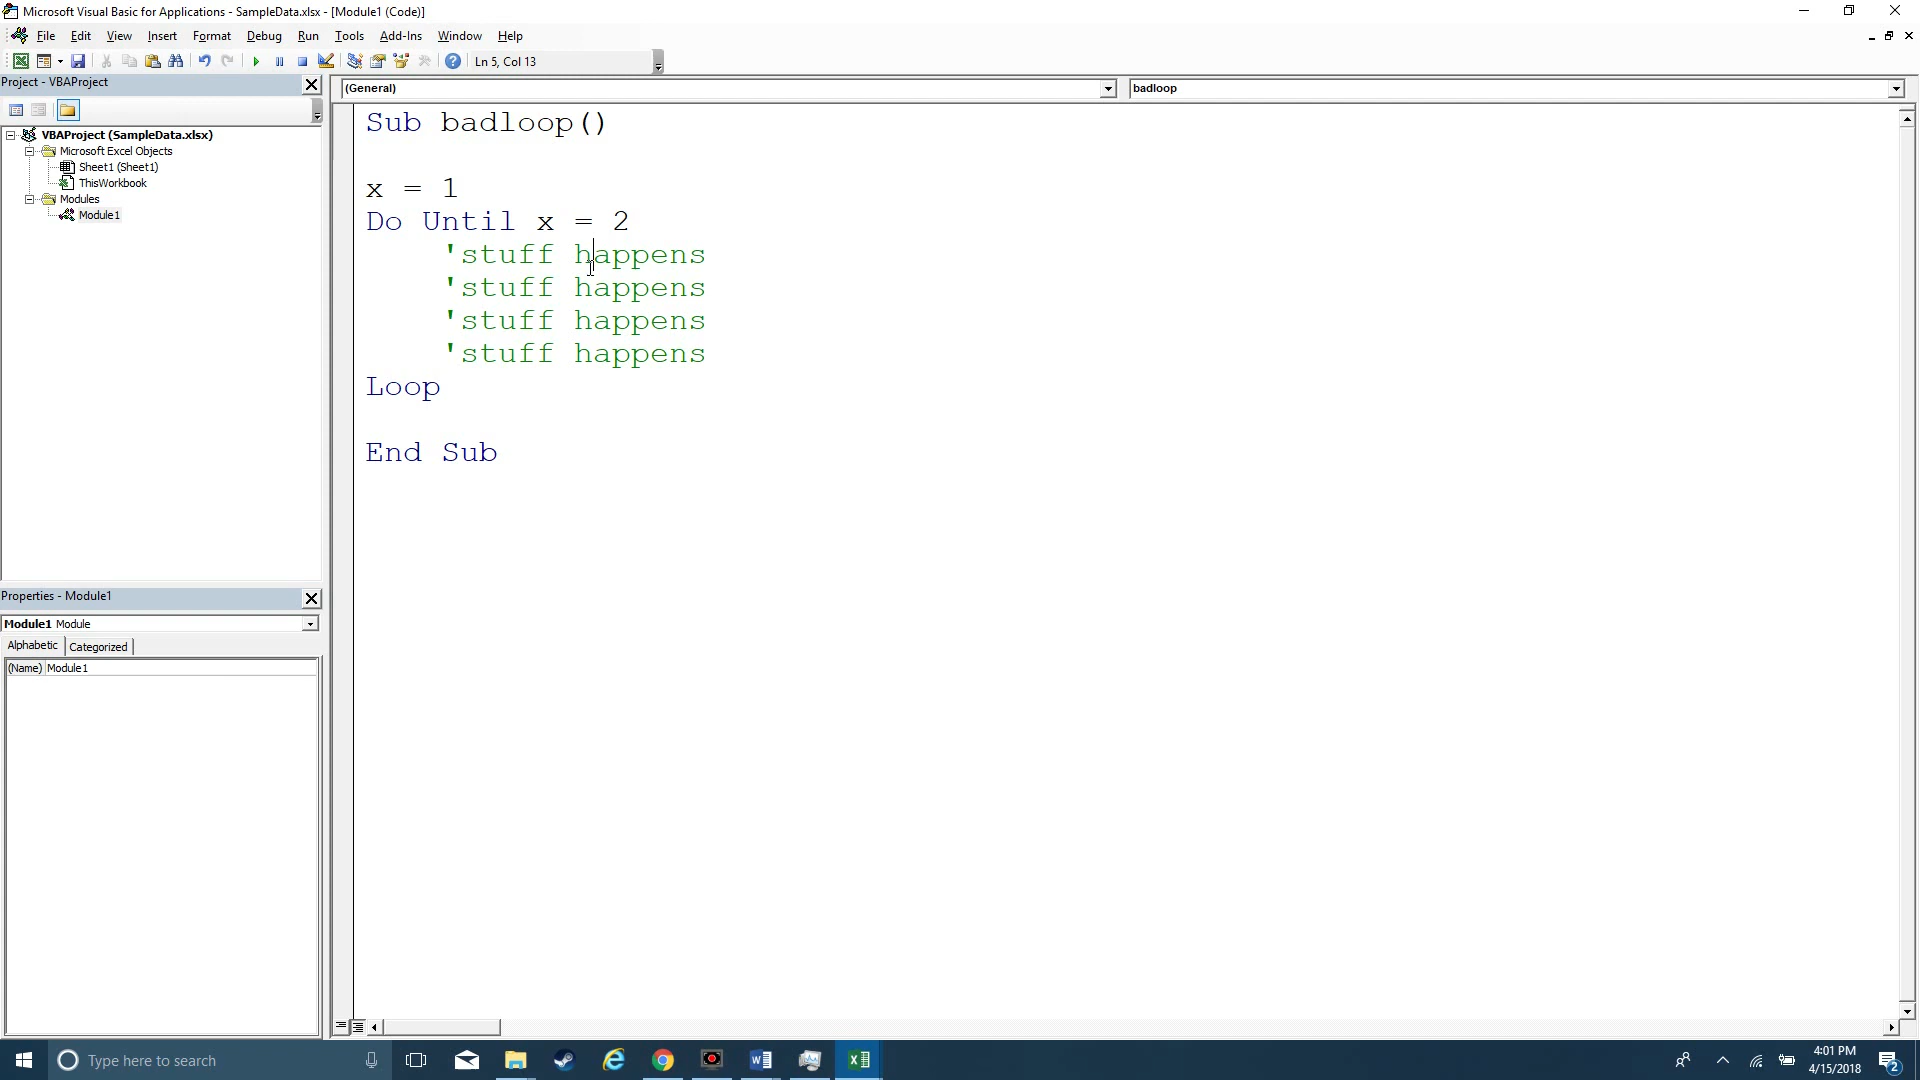 Microsoft Visual Basic for Applications - SampleData.xlsx - [Module1 (Code)]
File Edit View Insert Format Debug Run Tools Add-Ins Window Help
Ln 5, Col 13
Project - VBAProject
(General)
badloop
VBAProject (SampleData.xlsx)
Microsoft Excel Objects
Sheet1 (Sheet1)
ThisWorkbook
Modules
Module1
Sub badloop()
x = 1
Do Until x = 2
'stuff happens
'stuff happens
'stuff happens
'stuff happens
Loop
End Sub
Properties - Module1
Module1 Module
Alphabetic Categorized
(Name) Module1
Type here to search
4:01 PM
4/15/2018
2